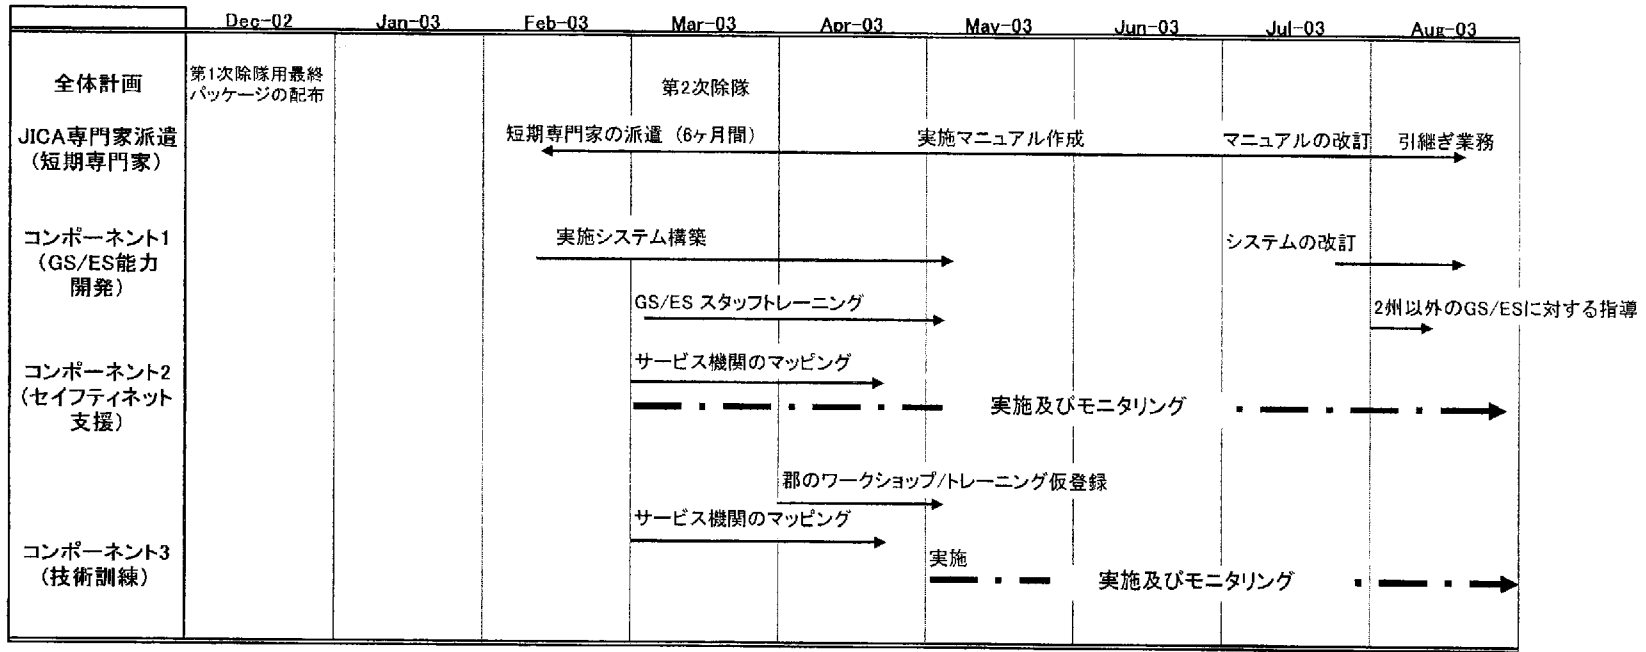 Dec-02 Jan-03 Feb-03 Mar-03 Apr-03 May-03 Jun-03 Jul-03 Aug-03
全体計画
第1次除隊用最終
パッケージの配布
第2次除隊
JICA専門家派遣
(短期専門家)
短期専門家の派遣 (6ヶ月間)
実施マニュアル作成
マニュアルの改訂
引継ぎ業務
コンポーネント1
(GS/ES能力
開発)
実施システム構築
システムの改訂
GS/ES スタッフトレーニング
2州以外のGS/ESに対する指導
コンポーネント2
(セイフティネット
支援)
サービス機関のマッピング
実施及びモニタリング
郡のワークショップ/トレーニング仮登録
サービス機関のマッピング
コンポーネント3
(技術訓練)
実施
実施及びモニタリング